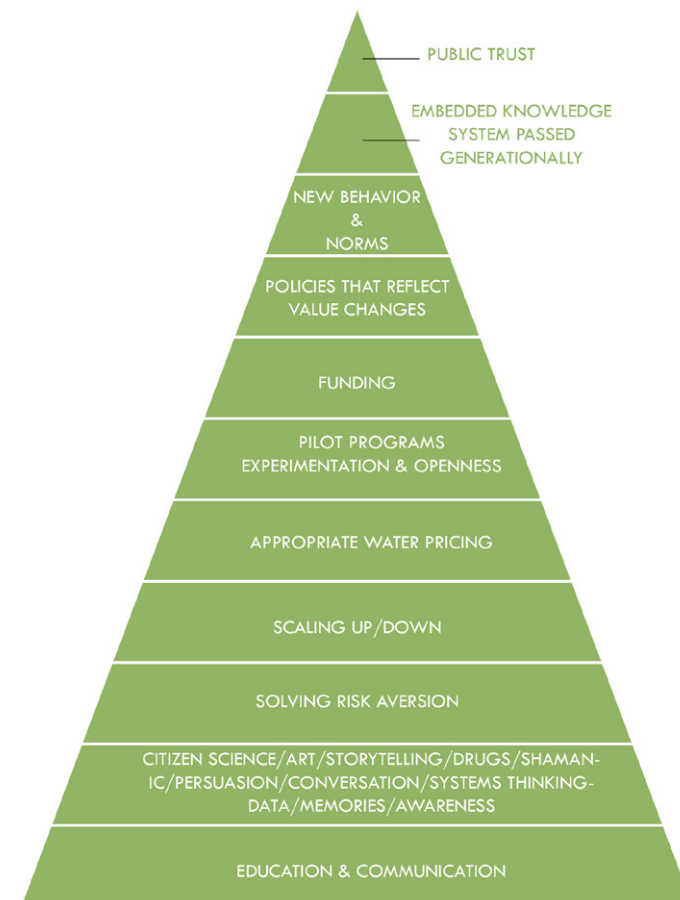 PUBLIC TRUST
EMBEDDED KNOWLEDGE
SYSTEM PASSED
GENERATIONALLY
NEW BEHAVIOR
&
NORMS
POLICIES THAT REFLECT
VALUE CHANGES
FUNDING
PILOT PROGRAMS
EXPERIMENTATION & OPENNESS
APPROPRIATE WATER PRICING
SCALING UP/DOWN
SOLVING RISK AVERSION
CITIZEN SCIENCE/ART/STORYTELLING/DRUGS/SHAMAN-
IC/PERSUASION/CONVERSATION/SYSTEMS THINKING-
DATA/MEMORIES/AWARENESS
EDUCATION & COMMUNICATION